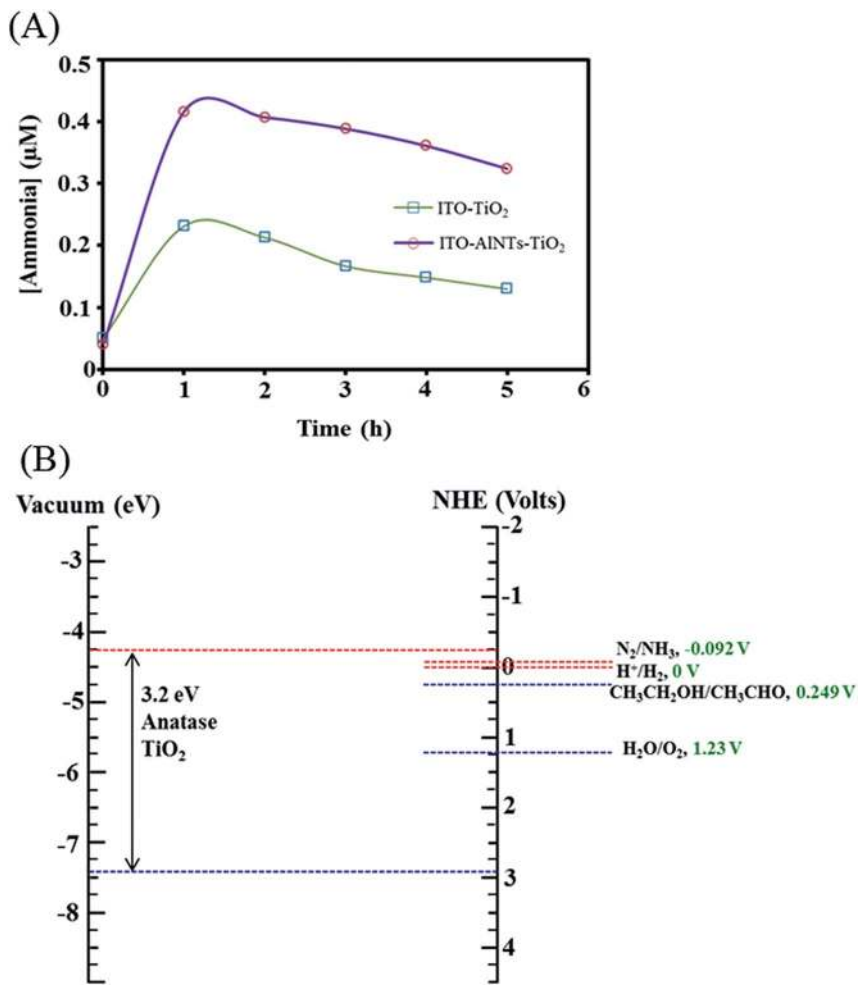 (A)
0.5
0.4
0.3
0.2
0.1
0
[Ammonia] (μM)
ITO-TiO₂
ITO-AlNTs-TiO₂
0 1 2 3 4 5 6
Time (h)
(B)
Vacuum (eV)
NHE (Volts)
-3
-4
-5
-6
-7
-8
3.2 eV
Anatase
TiO₂
-2
-1
0
1
2
3
4
N₂/NH₃, -0.092 V
H⁺/H₂, 0 V
CH₃CH₂OH/CH₃CHO, 0.249 V
H₂O/O₂, 1.23 V